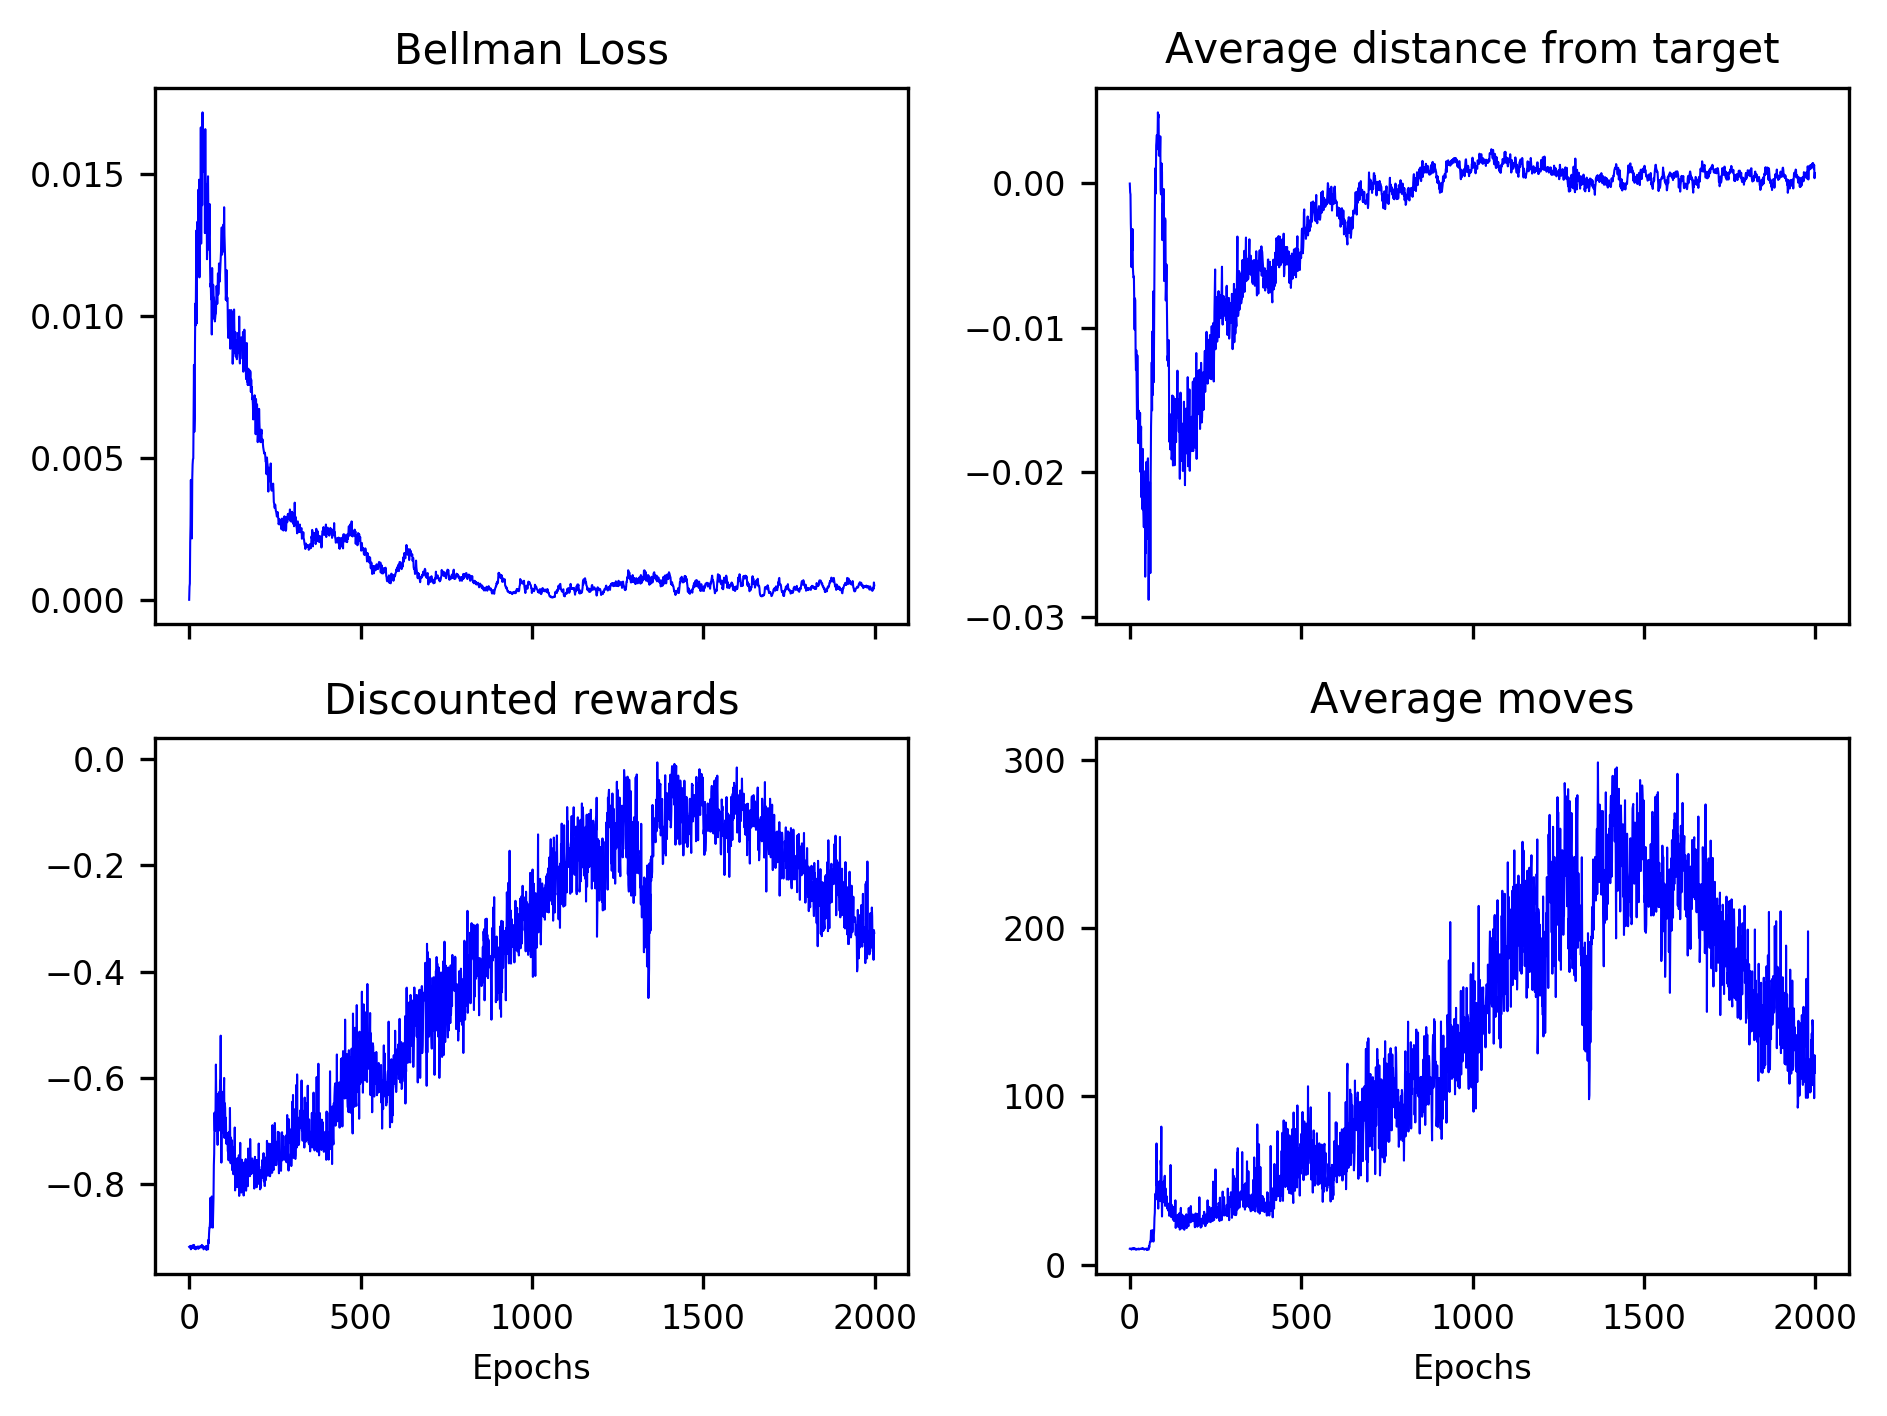 Bellman Loss
0.015
0.010
0.005
0.000
Average distance from target
0.00
−0.01
−0.02
−0.03
Discounted rewards
0.0
−0.2
−0.4
−0.6
−0.8
0 500 1000 1500 2000
Epochs
Average moves
300
200
100
0
0 500 1000 1500 2000
Epochs